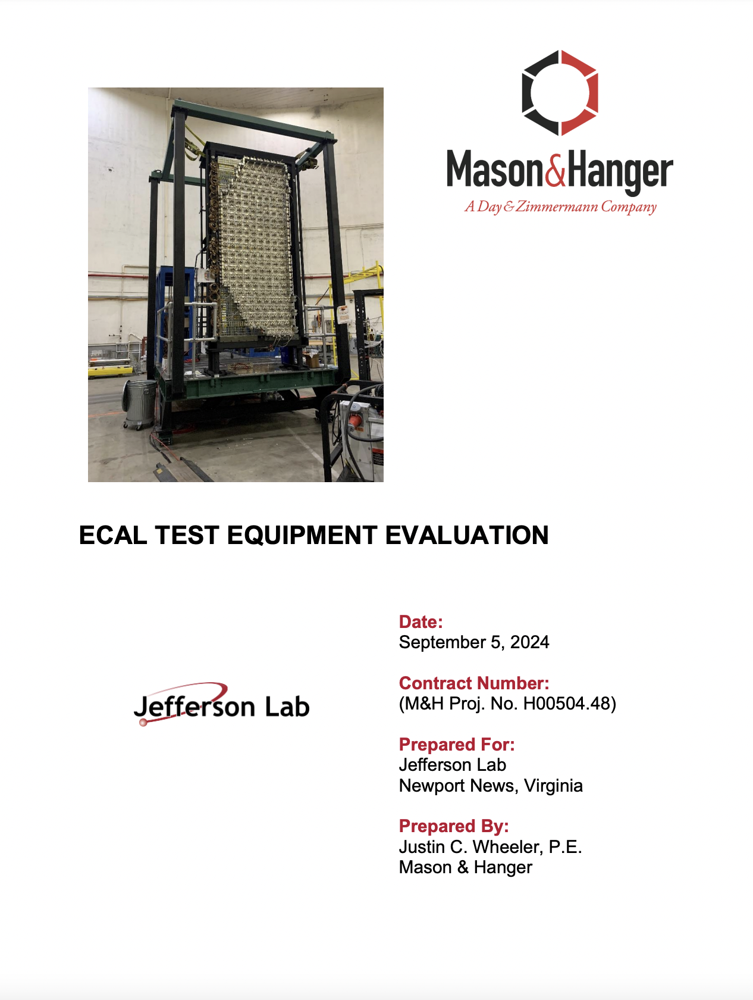 Mason&Hanger
A Day & Zimmermann Company
ECAL TEST EQUIPMENT EVALUATION
Date:
September 5, 2024
Contract Number:
(M&H Proj. No. H00504.48)
Jefferson Lab
Prepared For:
Jefferson Lab
Newport News, Virginia
Prepared By:
Justin C. Wheeler, P.E.
Mason & Hanger